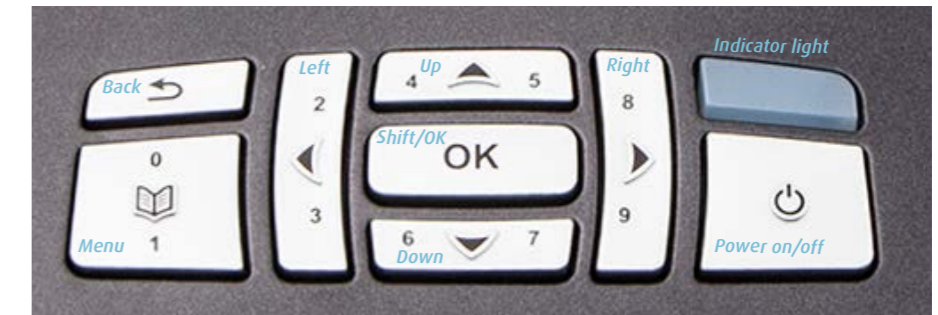 Back
0
Menu 1
Left
2
3
4 Up 5
Shift/OK
OK
6 7
Down
Right
8
9
Indicator light
Power on/off